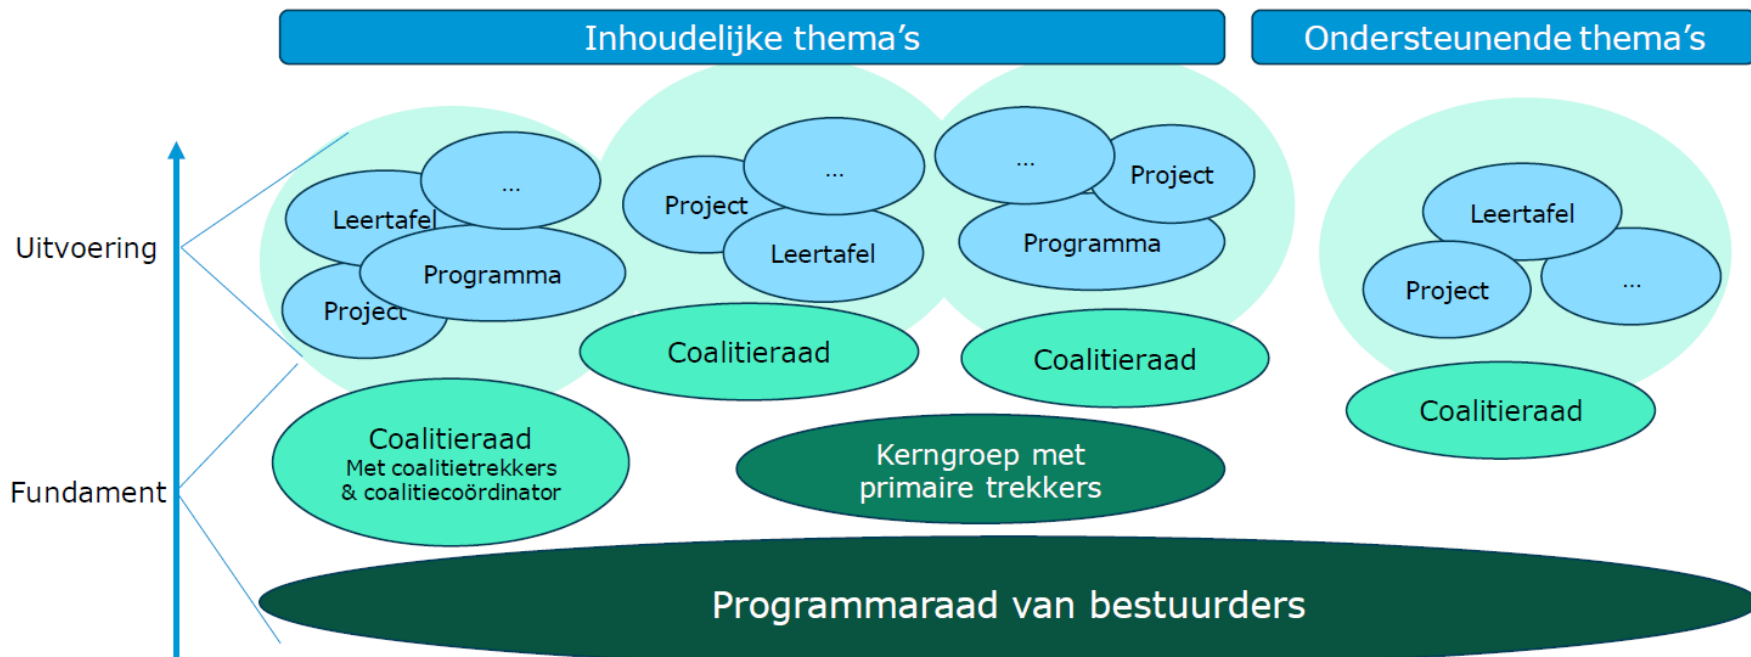 Inhoudelijke thema's
Ondersteunende thema's
Uitvoering
Fundament
Leertafel
...
Programma
Project
Project
...
Leertafel
...
Project
Programma
Leertafel
Project
...
Coalitieraad
Met coalitietrekkers
& coalitiecoördinator
Coalitieraad
Coalitieraad
Coalitieraad
Kerngroep met
primaire trekkers
Programmaraad van bestuurders